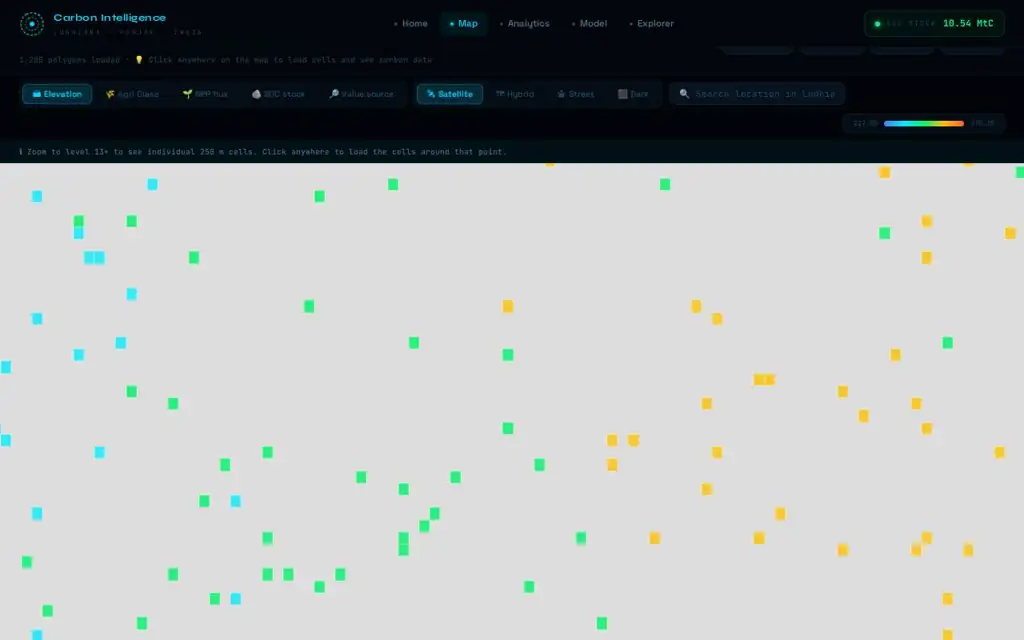 Carbon Intelligence
Home
Map
Analytics
Model
Explorer
10.54 MtC
1,200 polygons loaded · 💡 Click anywhere on the map to load cells and see carbon data
Elevation
Agri Class
NPP flux
SOC stock
Value source
Satellite
Hybrid
Street
Dark
Search location in Ludhia
ℹ Zoom to level 13+ to see individual 250 m cells. Click anywhere to load the cells around that point.